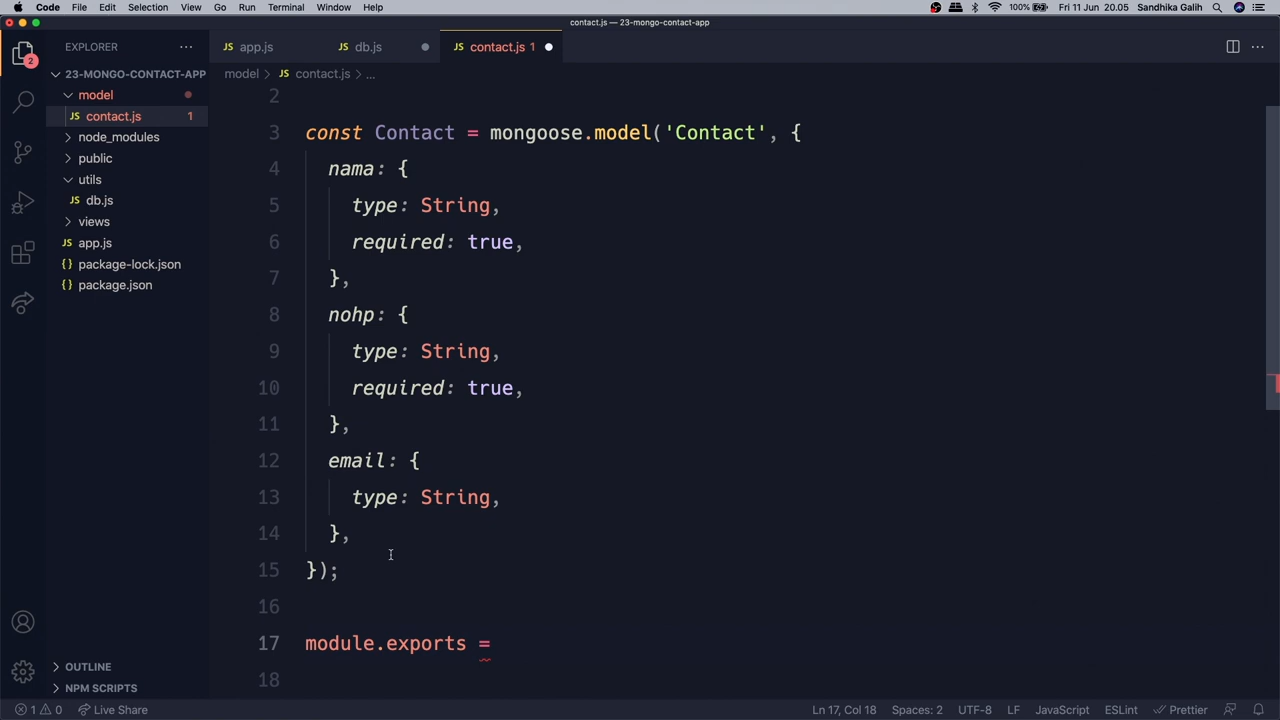 Code File Edit Selection View Go Run Terminal Window Help 100% Fri 11 Jun 20.05 Sandhika Galih
contact.js — 23-mongo-contact-app
EXPLORER
app.js
db.js
contact.js 1
2
23-MONGO-CONTACT-APP
model
contact.js 1
node_modules
public
utils
db.js
views
app.js
package-lock.json
package.json
model > contact.js > ...
2
3 const Contact = mongoose.model('Contact', {
4 nama: {
5 type: String,
6 required: true,
7 },
8 nohp: {
9 type: String,
10 required: true,
11 },
12 email: {
13 type: String,
14 },
15 });
16
17 module.exports =
18
OUTLINE
NPM SCRIPTS
1 0 Live Share Ln 17, Col 18 Spaces: 2 UTF-8 LF JavaScript ESLint Prettier